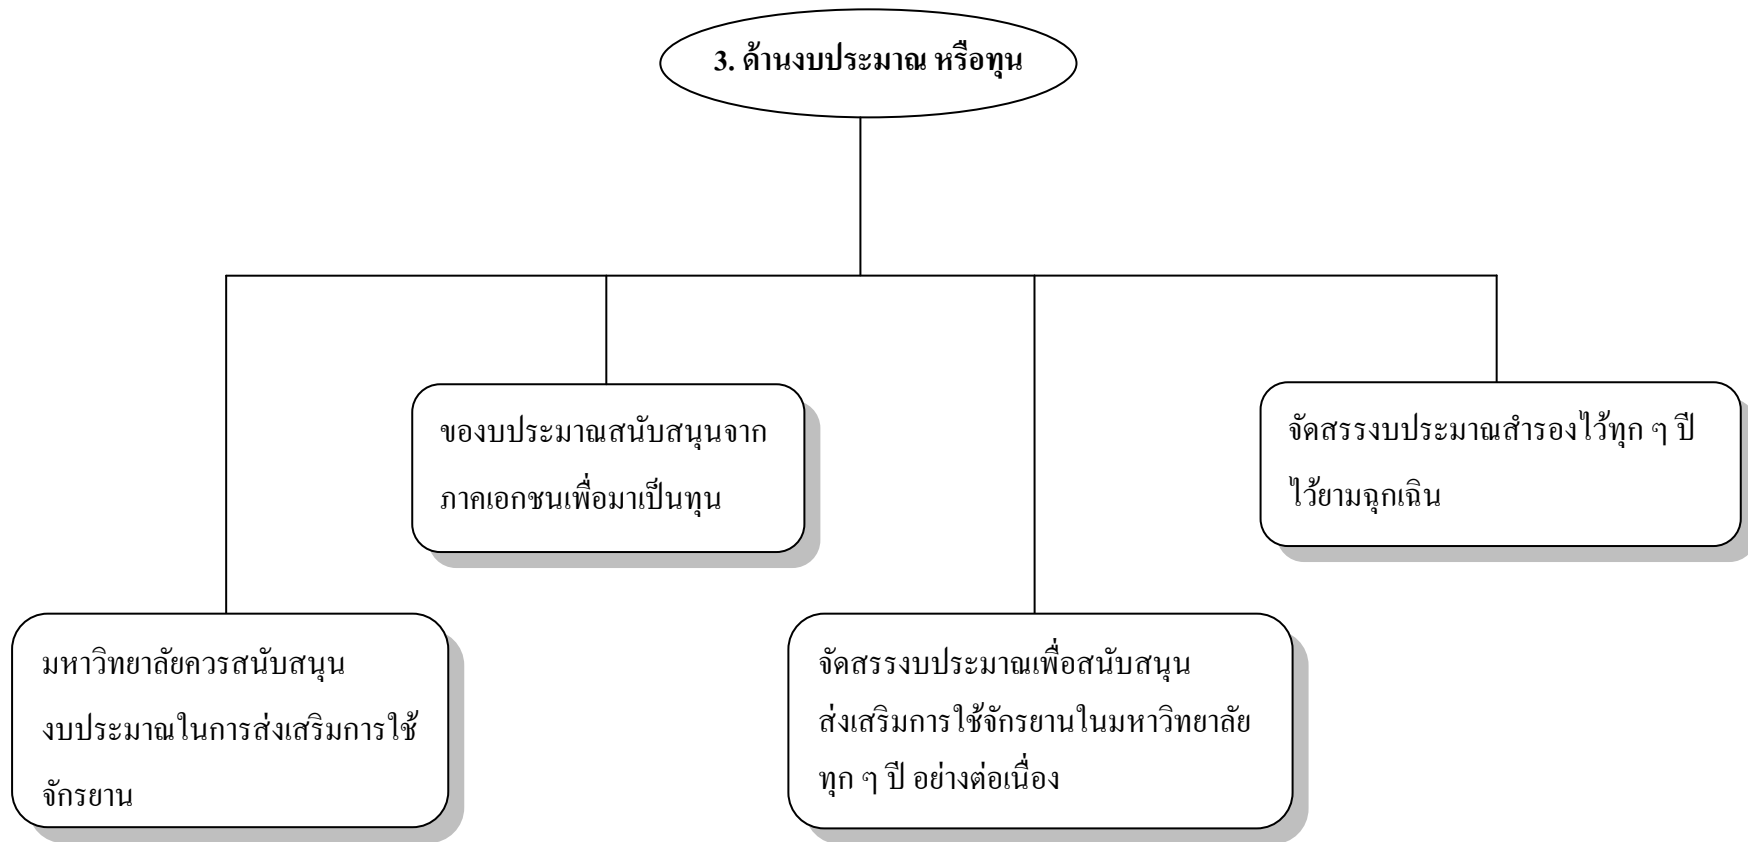 3. ด้านงบประมาณ หรือทุน
ของบประมาณสนับสนุนจาก
ภาคเอกชนเพื่อมาเป็นทุน
จัดสรรงบประมาณสำรองไว้ทุก ๆ ปี
ไว้ยามฉุกเฉิน
มหาวิทยาลัยควรสนับสนุน
งบประมาณในการส่งเสริมการใช้
จักรยาน
จัดสรรงบประมาณเพื่อสนับสนุน
ส่งเสริมการใช้จักรยานในมหาวิทยาลัย
ทุก ๆ ปี อย่างต่อเนื่อง